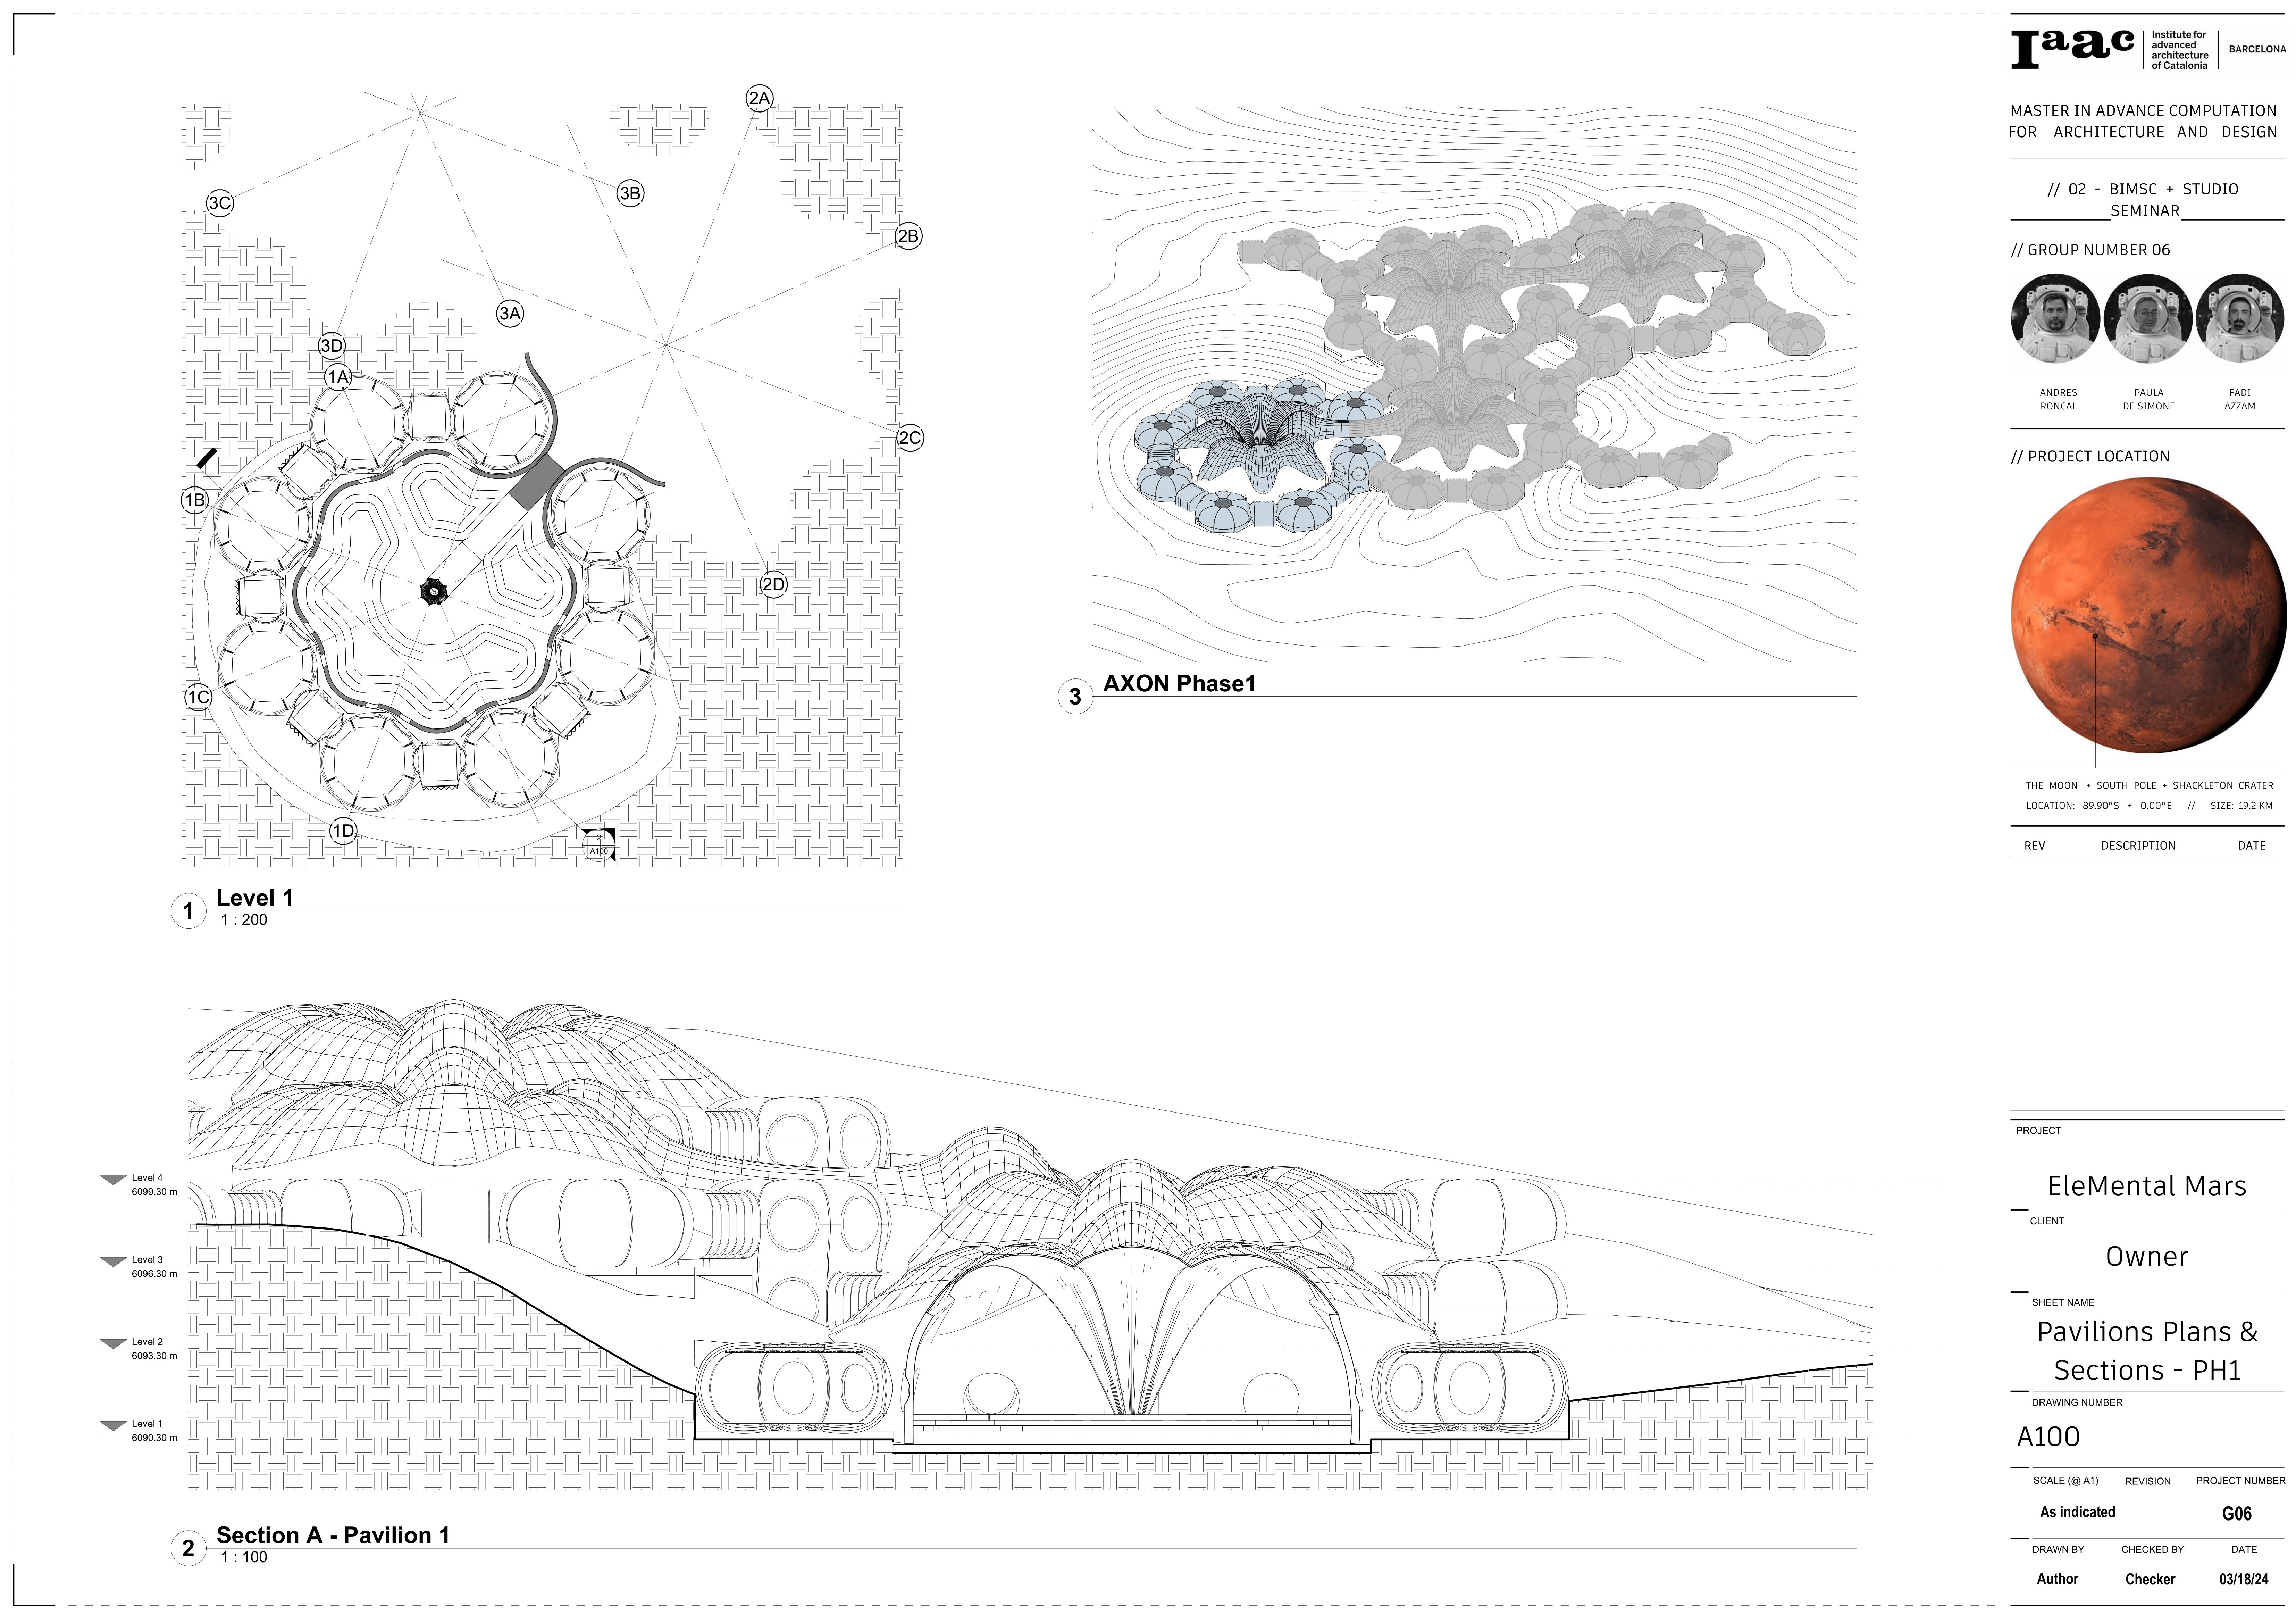 Iaac
Institute for
advanced
architecture
of Catalonia
BARCELONA
MASTER IN ADVANCE COMPUTATION
FOR ARCHITECTURE AND DESIGN
// 02 - BIMSC + STUDIO
SEMINAR
// GROUP NUMBER 06
ANDRES
RONCAL
PAULA
DE SIMONE
FADI
AZZAM
// PROJECT LOCATION
THE MOON + SOUTH POLE + SHACKLETON CRATER
LOCATION: 89.90°S + 0.00°E // SIZE: 19.2 KM
REV DESCRIPTION DATE
PROJECT
EleMental Mars
CLIENT
Owner
SHEET NAME
Pavilions Plans &
Sections - PH1
DRAWING NUMBER
A100
SCALE (@ A1) REVISION PROJECT NUMBER
As indicated G06
DRAWN BY CHECKED BY DATE
Author Checker 03/18/24
2A
3C
3B
2B
3A
3D
1A
2C
1B
2D
1C
1D
2
A100
1 Level 1
1 : 200
3 AXON Phase1
Level 4
6099.30 m
Level 3
6096.30 m
Level 2
6093.30 m
Level 1
6090.30 m
2 Section A - Pavilion 1
1 : 100